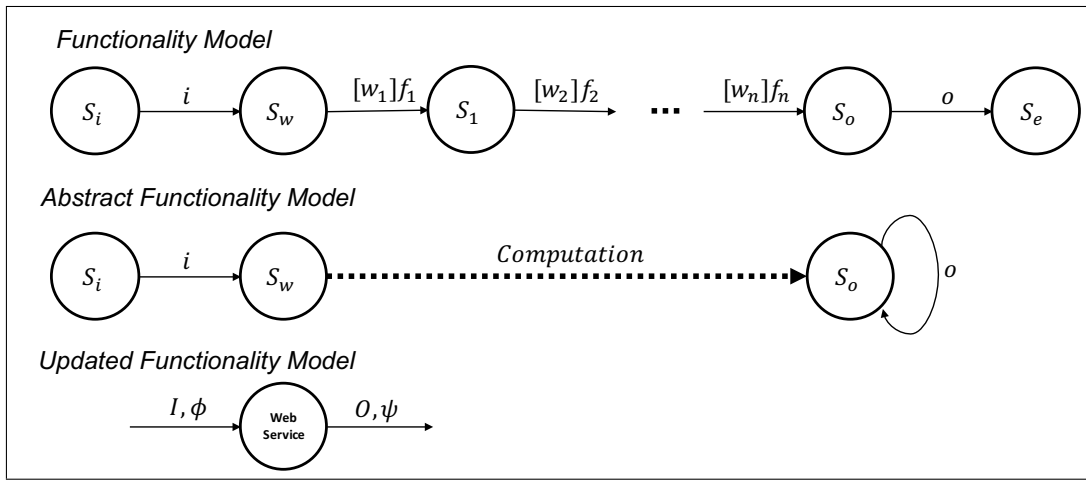 Functionality Model
S_i i S_w [w_1]f_1 S_1 [w_2]f_2 ... [w_n]f_n S_o o S_e
Abstract Functionality Model
S_i i S_w Computation S_o o
Updated Functionality Model
I, ϕ Web Service O, ψ